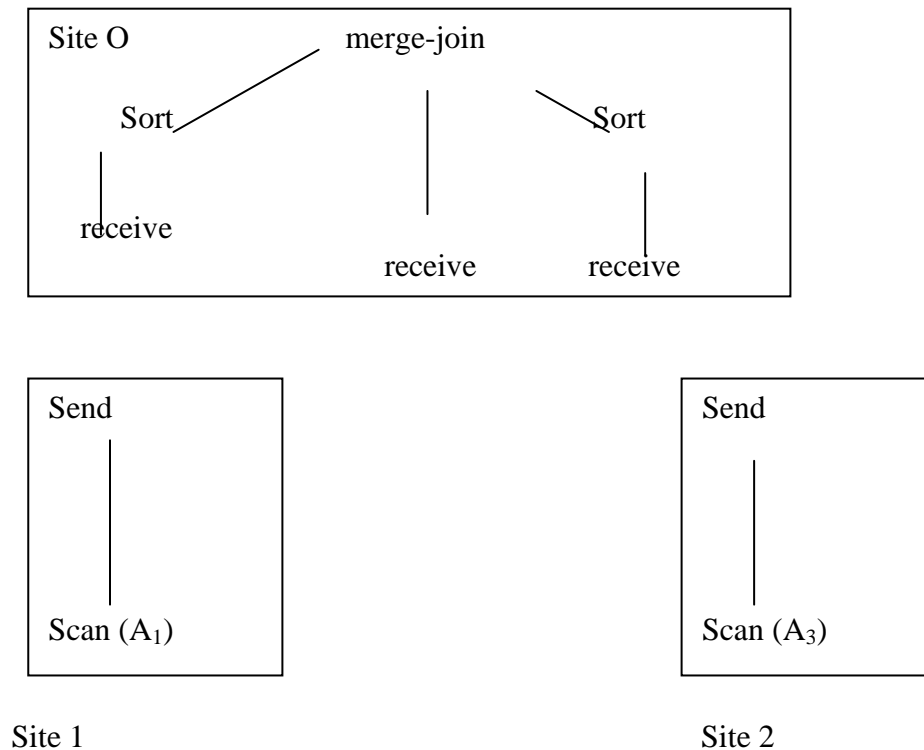 Site O merge-join
Sort Sort
receive
receive receive
Send Send
Scan (A₁) Scan (A₃)
Site 1 Site 2